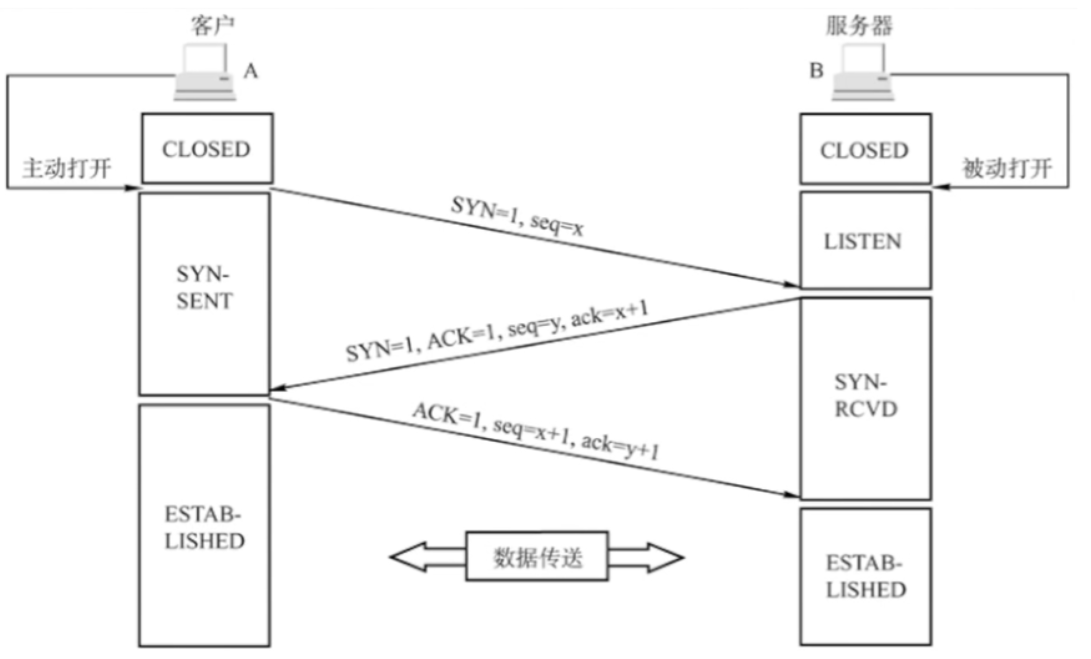 客户
服务器
A
B
CLOSED
CLOSED
主动打开
被动打开
SYN=1, seq=x
LISTEN
SYN-
SENT
SYN=1, ACK=1, seq=y, ack=x+1
SYN-
RCVD
ACK=1, seq=x+1, ack=y+1
ESTAB-
LISHED
数据传送
ESTAB-
LISHED